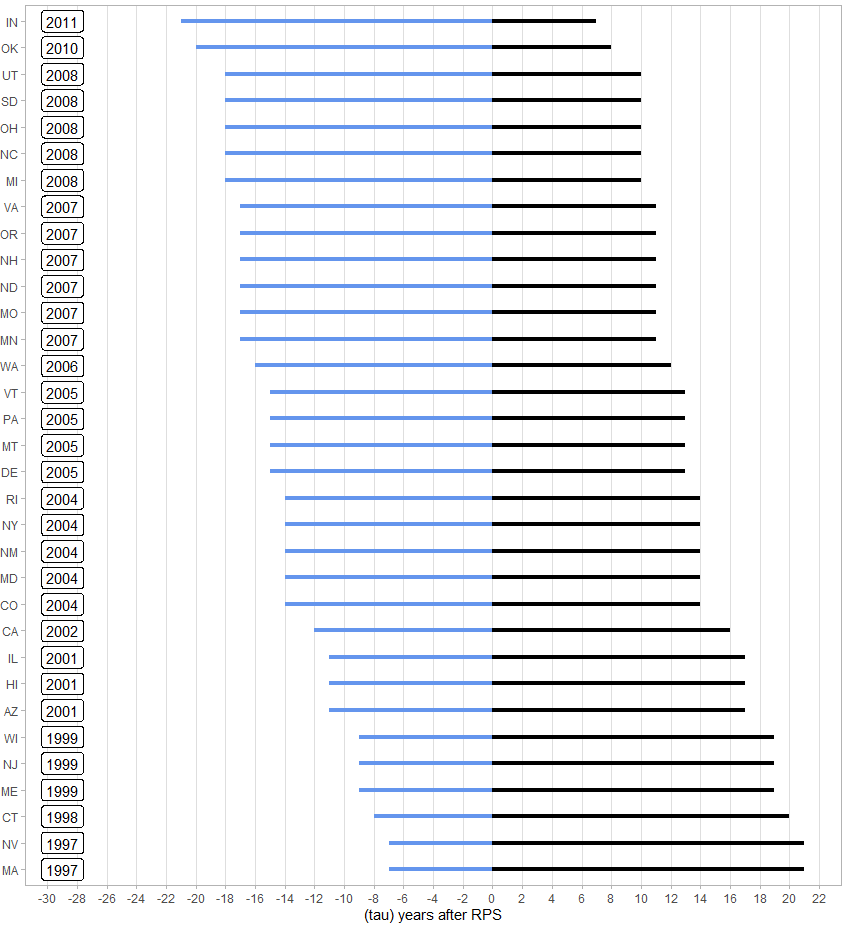 IN 2011
OK 2010
UT 2008
SD 2008
OH 2008
NC 2008
MI 2008
VA 2007
OR 2007
NH 2007
ND 2007
MO 2007
MN 2007
WA 2006
VT 2005
PA 2005
MT 2005
DE 2005
RI 2004
NY 2004
NM 2004
MD 2004
CO 2004
CA 2002
IL 2001
HI 2001
AZ 2001
WI 1999
NJ 1999
ME 1999
CT 1998
NV 1997
MA 1997
-30 -28 -26 -24 -22 -20 -18 -16 -14 -12 -10 -8 -6 -4 -2 0 2 4 6 8 10 12 14 16 18 20 22
(tau) years after RPS